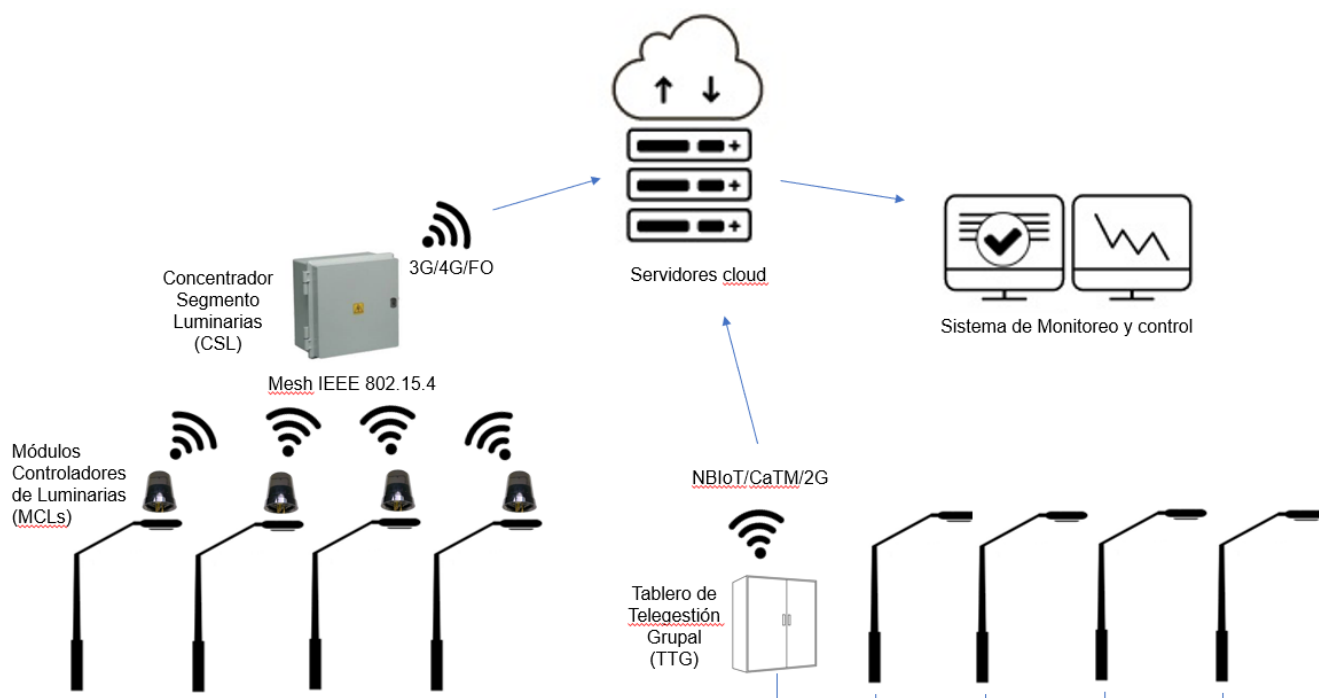 3G/4G/FO
Concentrador
Segmento
Luminarias
(CSL)
Servidores cloud
Sistema de Monitoreo y control
Mesh IEEE 802.15.4
Módulos
Controladores
de Luminarias
(MCLs)
NBIoT/CaTM/2G
Tablero de
Telegestión
Grupal
(TTG)